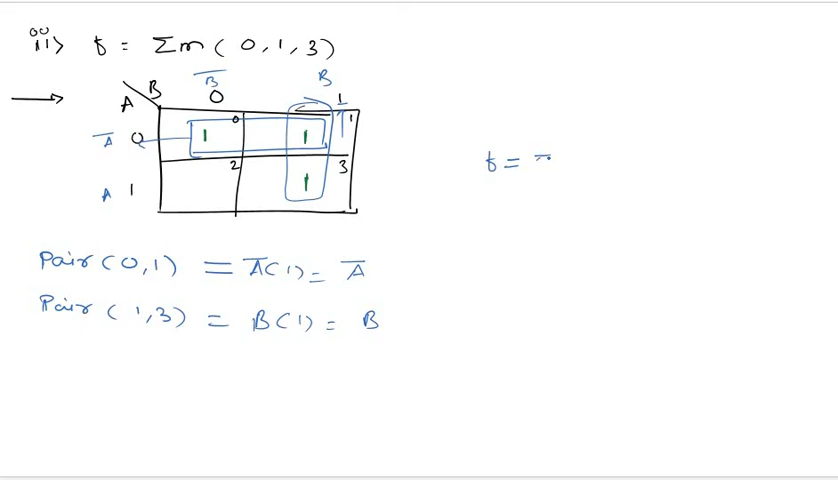 iii> f = Σm ( 0, 1, 3 )
B B̅ B
A 0 1
A̅ 0 1 0 1 1
A 1 2 1 3
f =
Pair ( 0, 1 ) = A̅ ( 1 ) = A̅
Pair ( 1, 3 ) = B ( 1 ) = B